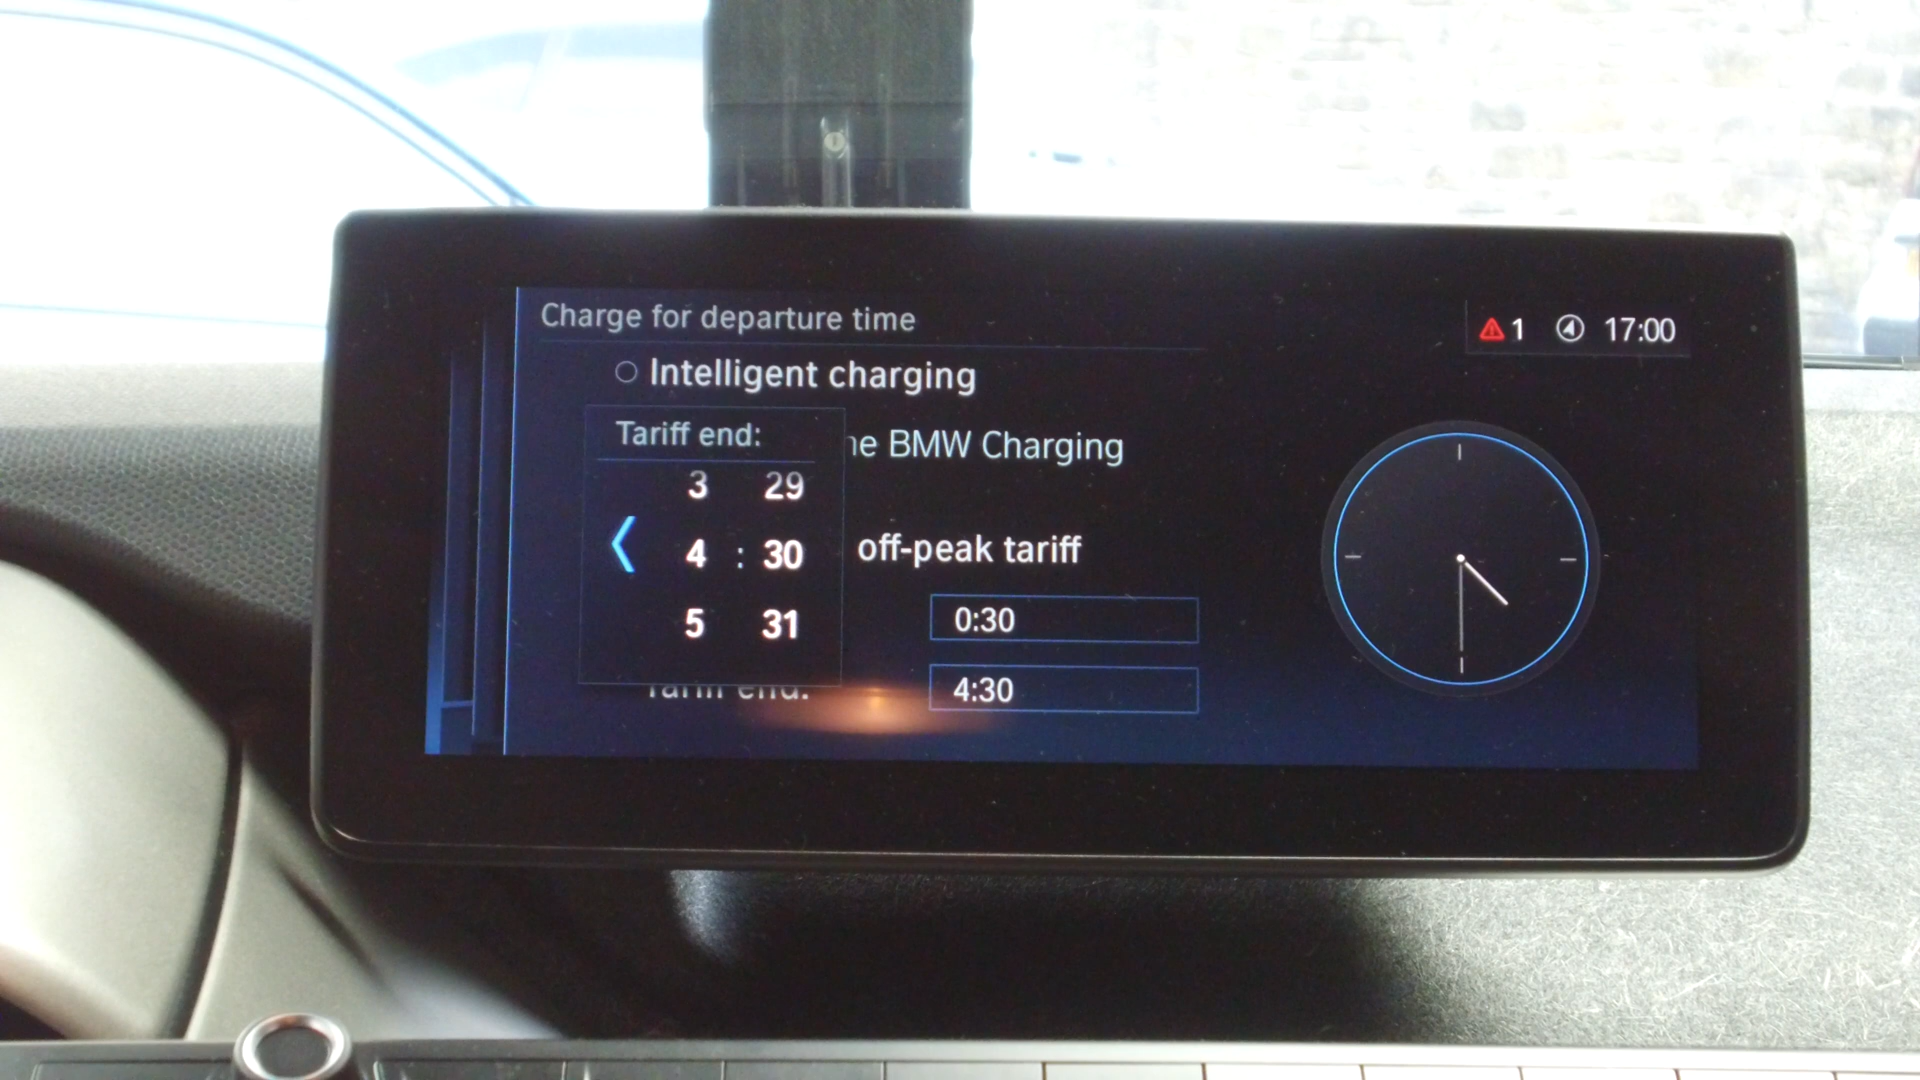 Charge for departure time
1 17:00
Intelligent charging
Tariff end:
BMW Charging
3 29
4 : 30
5 31
off-peak tariff
0:30
Tariff end: 4:30